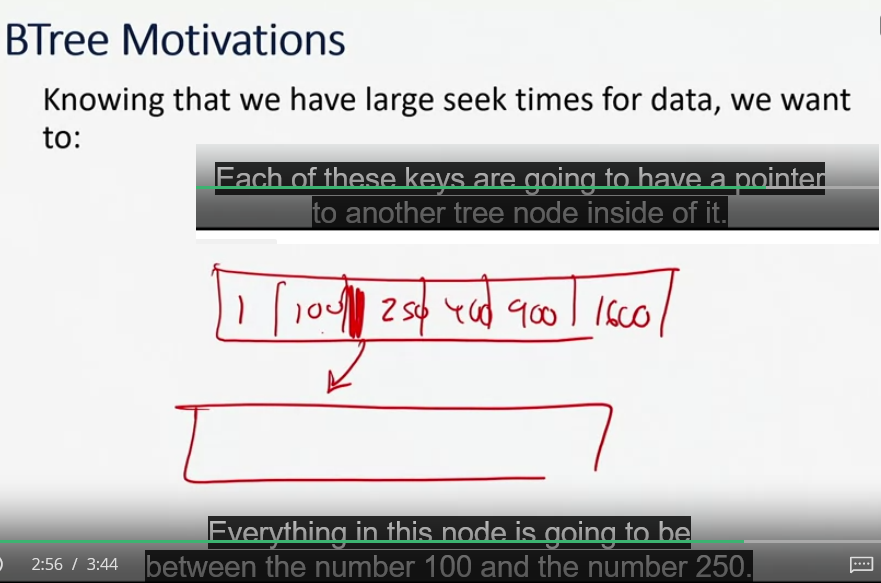 BTree Motivations
Knowing that we have large seek times for data, we want
to:
Each of these keys are going to have a pointer
to another tree node inside of it.
1 100 250 400 900 1600
Everything in this node is going to be
2:56 / 3:44
between the number 100 and the number 250.